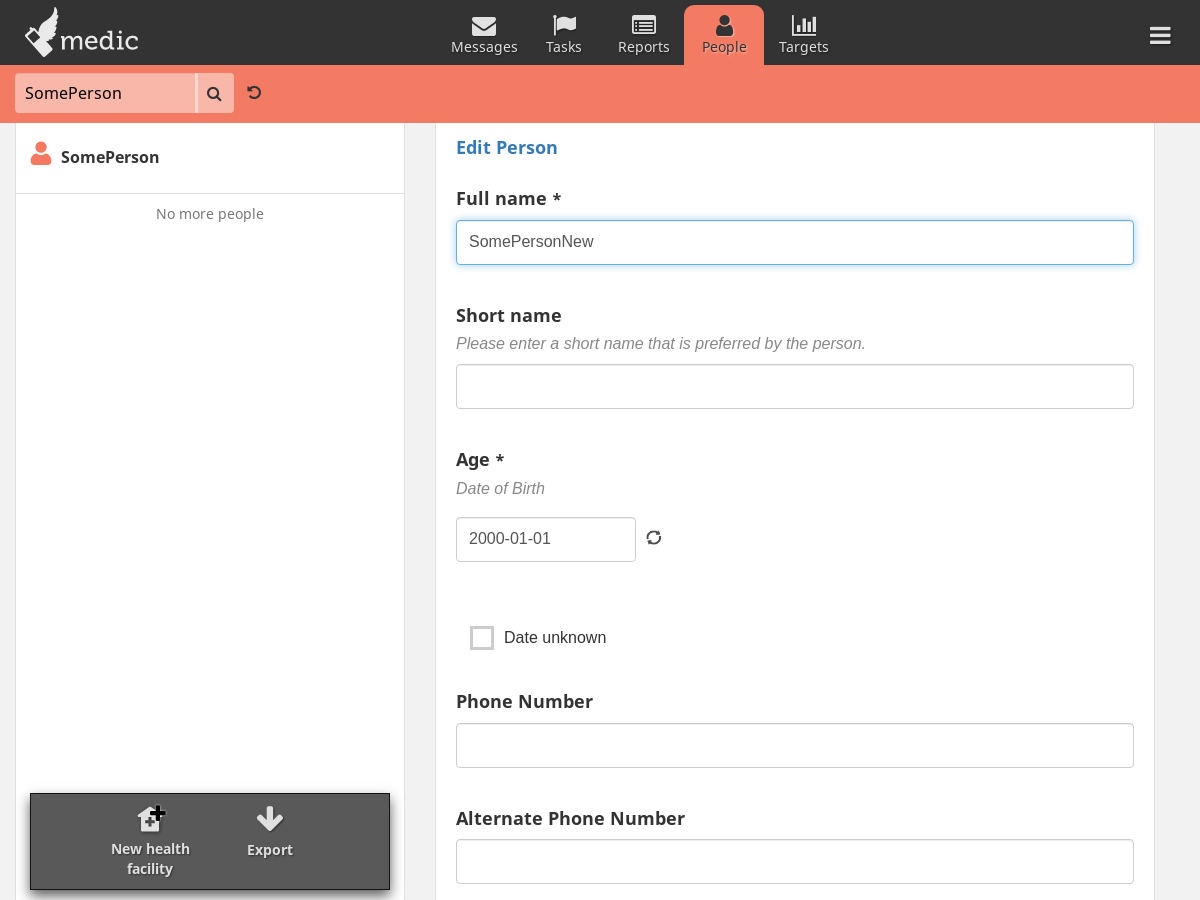 medic
Messages
Tasks
Reports
People
Targets
SomePerson
SomePerson
No more people
New health
facility
Export
Edit Person
Full name *
SomePersonNew
Short name
Please enter a short name that is preferred by the person.
Age *
Date of Birth
2000-01-01
Date unknown
Phone Number
Alternate Phone Number